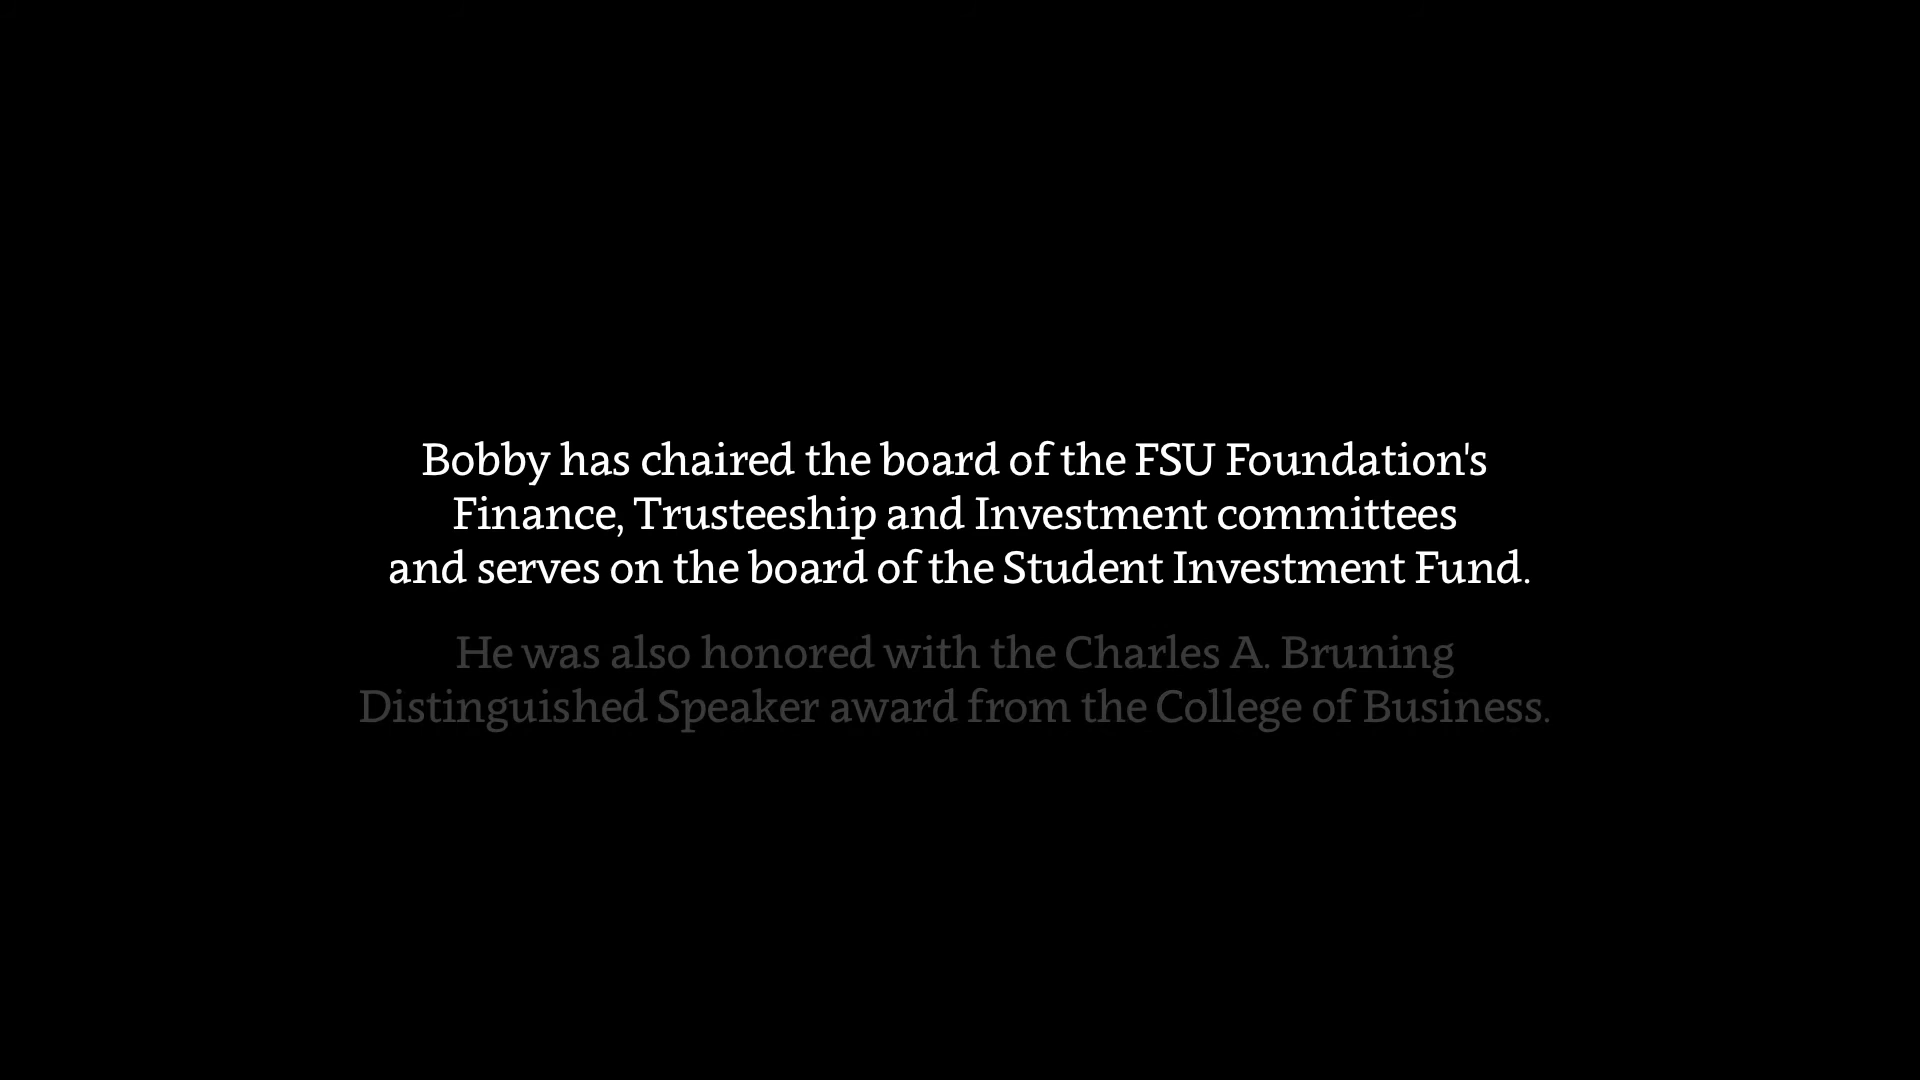 Bobby has chaired the board of the FSU Foundation's
Finance, Trusteeship and Investment committees
and serves on the board of the Student Investment Fund.
He was also honored with the Charles A. Bruning
Distinguished Speaker award from the College of Business.